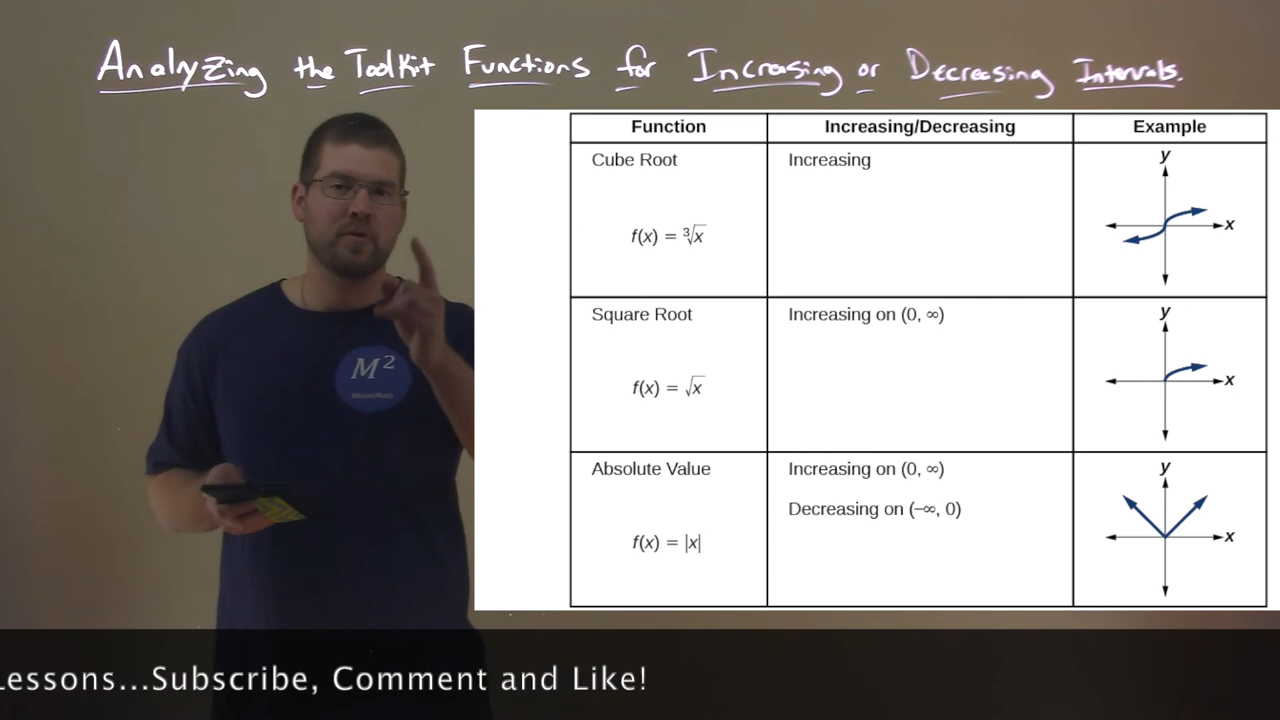 Analyzing the Toolkit Functions for Increasing or Decreasing Intervals.
Function Increasing/Decreasing Example
Cube Root Increasing
y
x
f(x) = ∛x
Square Root Increasing on (0, ∞)
y
x
f(x) = √x
Absolute Value Increasing on (0, ∞)
y
Decreasing on (–∞, 0)
x
f(x) = |x|
M²
MinuteMath
Lessons...Subscribe, Comment and Like!